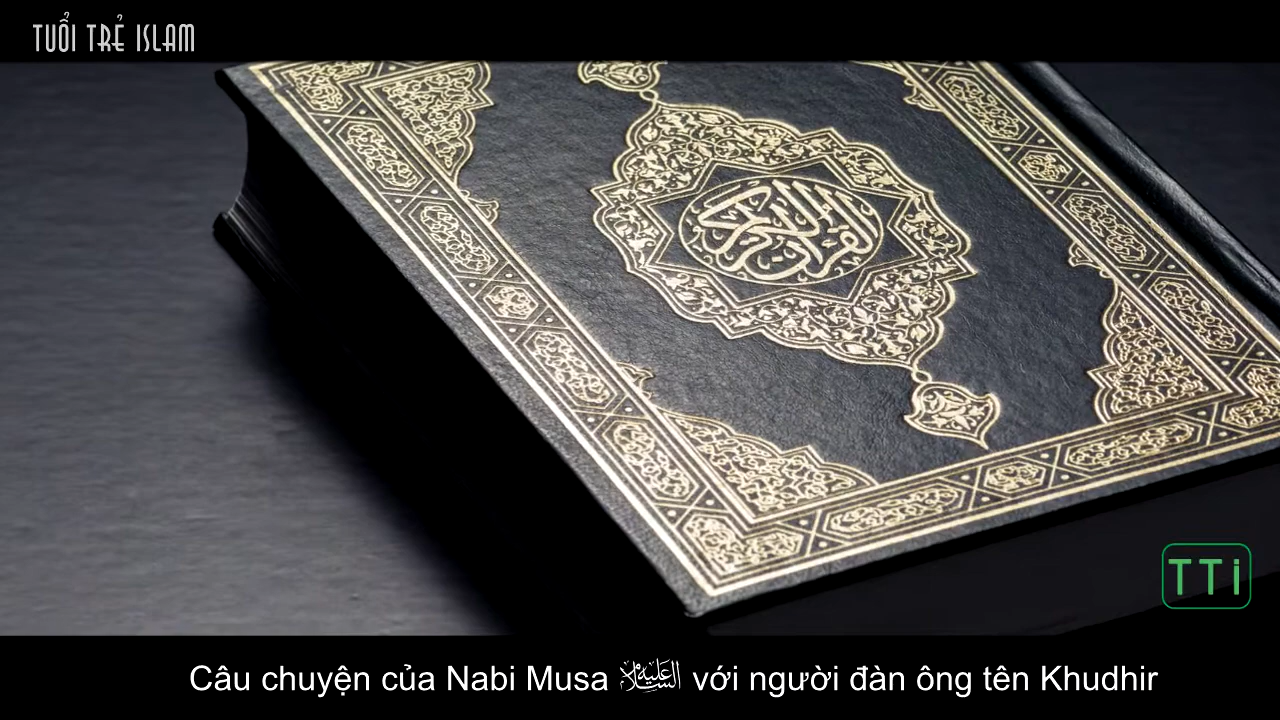 TUỔI TRẺ ISLAM
القرآن الكريم
TTi
Câu chuyện của Nabi Musa عليه السلام với người đàn ông tên Khudhir